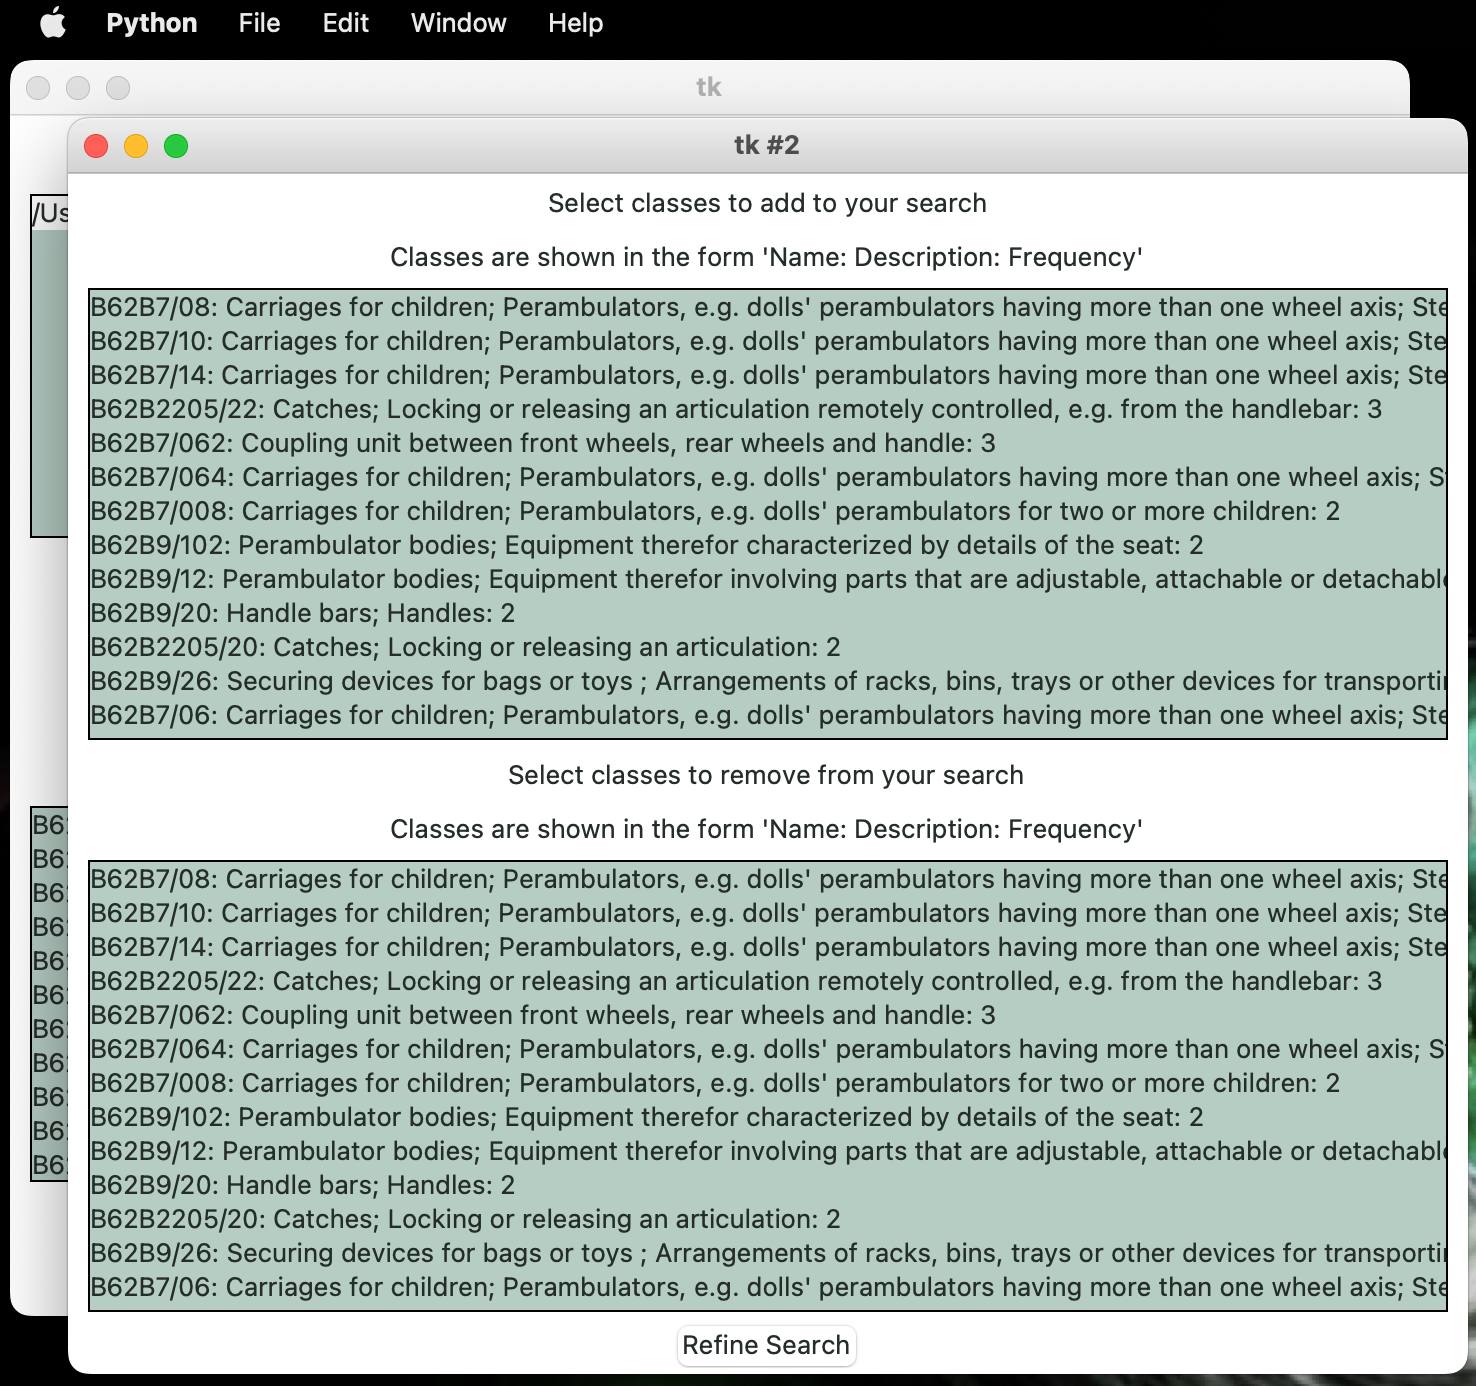 Python File Edit Window Help
tk
tk #2
/Us
Select classes to add to your search
Classes are shown in the form 'Name: Description: Frequency'
B62B7/08: Carriages for children; Perambulators, e.g. dolls' perambulators having more than one wheel axis; Ste
B62B7/10: Carriages for children; Perambulators, e.g. dolls' perambulators having more than one wheel axis; Ste
B62B7/14: Carriages for children; Perambulators, e.g. dolls' perambulators having more than one wheel axis; Ste
B62B2205/22: Catches; Locking or releasing an articulation remotely controlled, e.g. from the handlebar: 3
B62B7/062: Coupling unit between front wheels, rear wheels and handle: 3
B62B7/064: Carriages for children; Perambulators, e.g. dolls' perambulators having more than one wheel axis; S
B62B7/008: Carriages for children; Perambulators, e.g. dolls' perambulators for two or more children: 2
B62B9/102: Perambulator bodies; Equipment therefor characterized by details of the seat: 2
B62B9/12: Perambulator bodies; Equipment therefor involving parts that are adjustable, attachable or detachabl
B62B9/20: Handle bars; Handles: 2
B62B2205/20: Catches; Locking or releasing an articulation: 2
B62B9/26: Securing devices for bags or toys ; Arrangements of racks, bins, trays or other devices for transporti
B62B7/06: Carriages for children; Perambulators, e.g. dolls' perambulators having more than one wheel axis; Ste
Select classes to remove from your search
Classes are shown in the form 'Name: Description: Frequency'
B62B7/08: Carriages for children; Perambulators, e.g. dolls' perambulators having more than one wheel axis; Ste
B62B7/10: Carriages for children; Perambulators, e.g. dolls' perambulators having more than one wheel axis; Ste
B62B7/14: Carriages for children; Perambulators, e.g. dolls' perambulators having more than one wheel axis; Ste
B62B2205/22: Catches; Locking or releasing an articulation remotely controlled, e.g. from the handlebar: 3
B62B7/062: Coupling unit between front wheels, rear wheels and handle: 3
B62B7/064: Carriages for children; Perambulators, e.g. dolls' perambulators having more than one wheel axis; S
B62B7/008: Carriages for children; Perambulators, e.g. dolls' perambulators for two or more children: 2
B62B9/102: Perambulator bodies; Equipment therefor characterized by details of the seat: 2
B62B9/12: Perambulator bodies; Equipment therefor involving parts that are adjustable, attachable or detachabl
B62B9/20: Handle bars; Handles: 2
B62B2205/20: Catches; Locking or releasing an articulation: 2
B62B9/26: Securing devices for bags or toys ; Arrangements of racks, bins, trays or other devices for transporti
B62B7/06: Carriages for children; Perambulators, e.g. dolls' perambulators having more than one wheel axis; Ste
Refine Search
B62
B62
B62
B62
B62
B62
B62
B62
B62
B62
B62